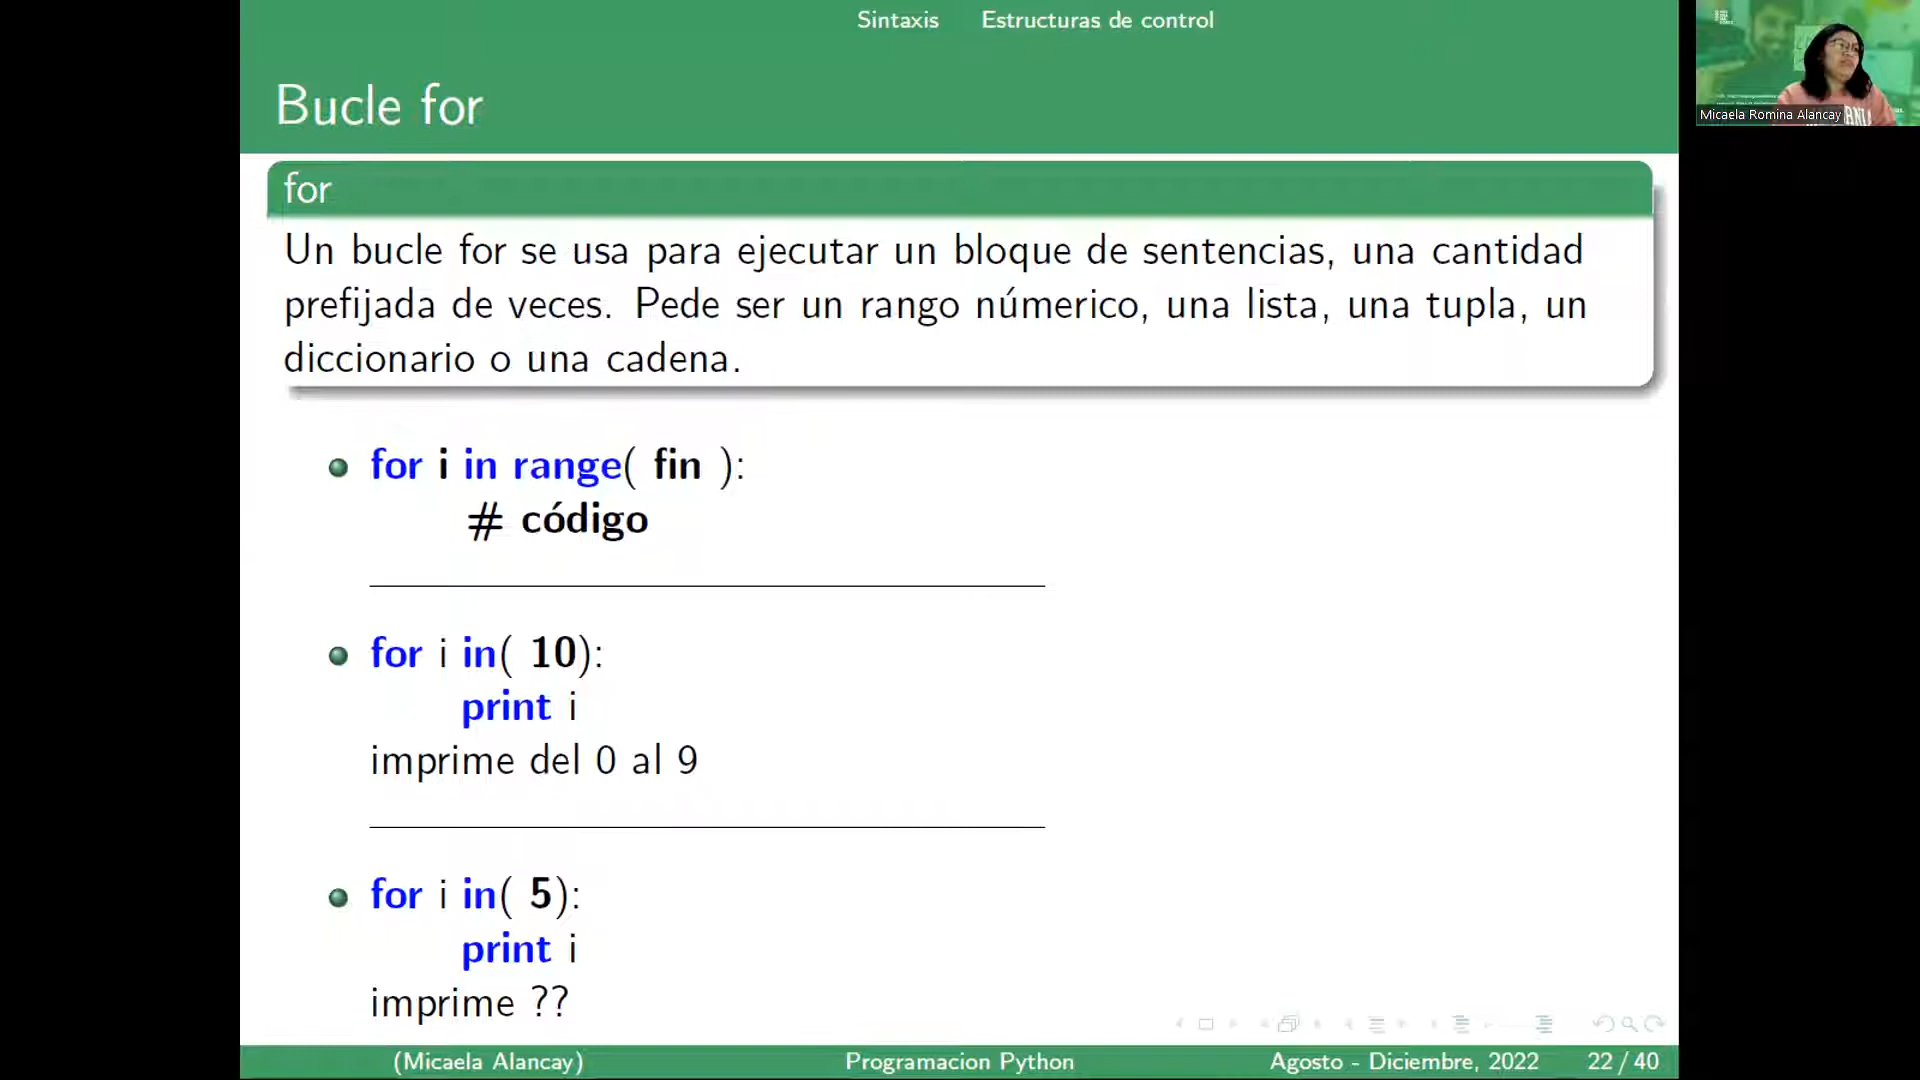 Sintaxis Estructuras de control
Bucle for
for
Un bucle for se usa para ejecutar un bloque de sentencias, una cantidad
prefijada de veces. Pede ser un rango númerico, una lista, una tupla, un
diccionario o una cadena.
for i in range( fin ):
# código
for i in( 10):
print i
imprime del 0 al 9
for i in( 5):
print i
imprime ??
(Micaela Alancay) Programacion Python Agosto - Diciembre, 2022 22 / 40
Micaela Romina Alancay